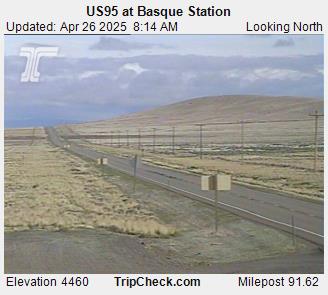 US95 at Basque Station
Updated: Apr 26 2025 8:14 AM Looking North
Elevation 4460 TripCheck.com Milepost 91.62